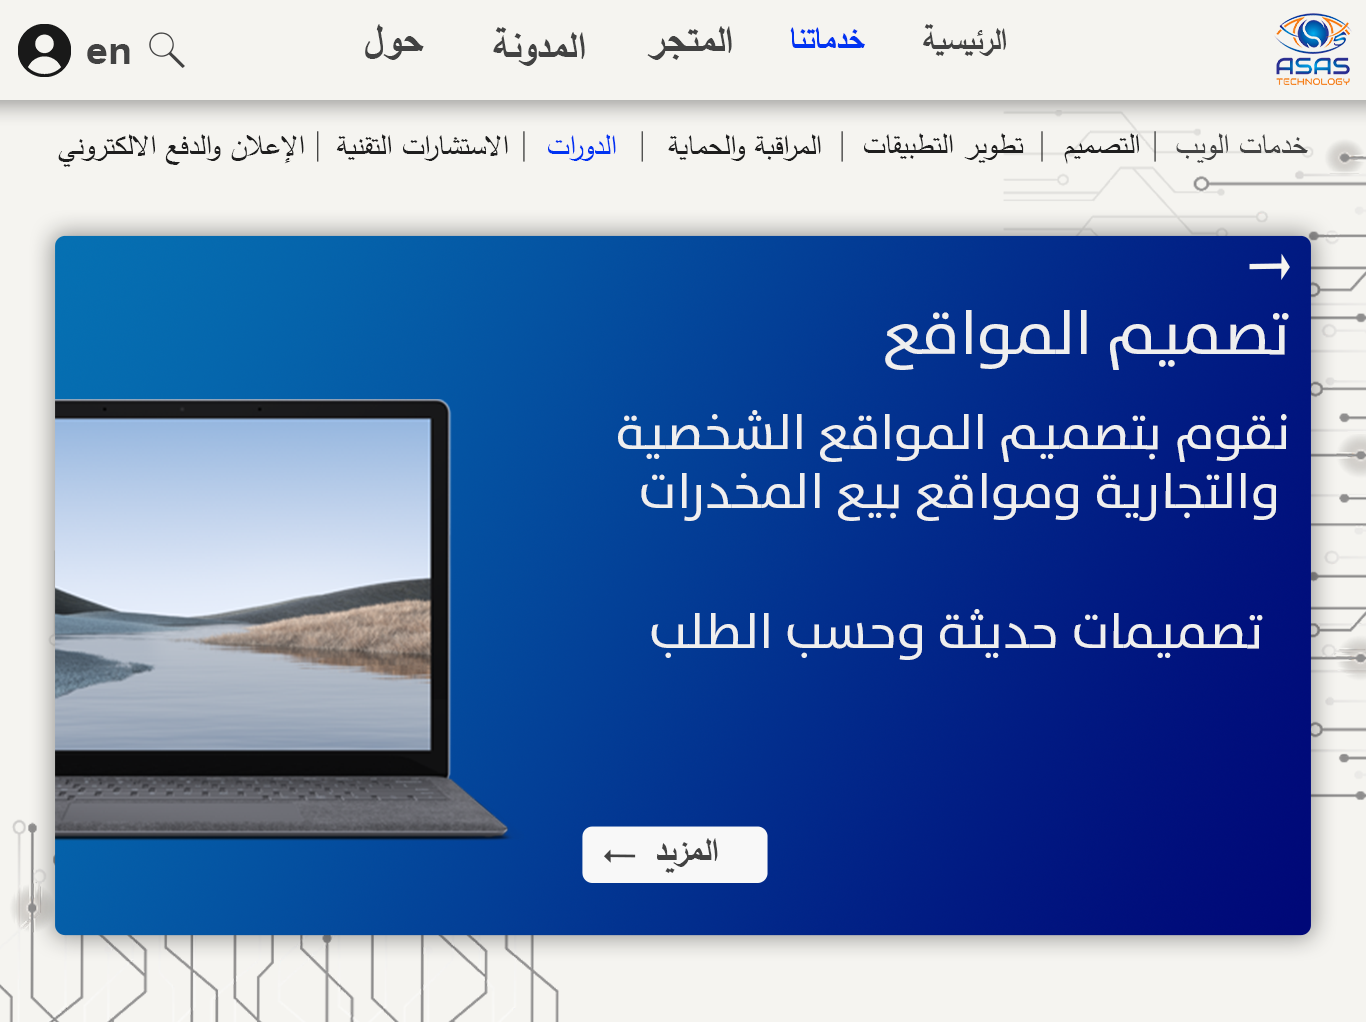 الرئيسية
خدماتنا
المتجر
المدونة
حول
en
ASAS
TECHNOLOGY
خدمات الويب | التصميم | تطوير التطبيقات | المراقبة والحماية | الدورات | الاستشارات التقنية | الإعلان والدفع الالكتروني
تصميم المواقع
نقوم بتصميم المواقع الشخصية
والتجارية ومواقع بيع المخدرات
تصميمات حديثة وحسب الطلب
المزيد